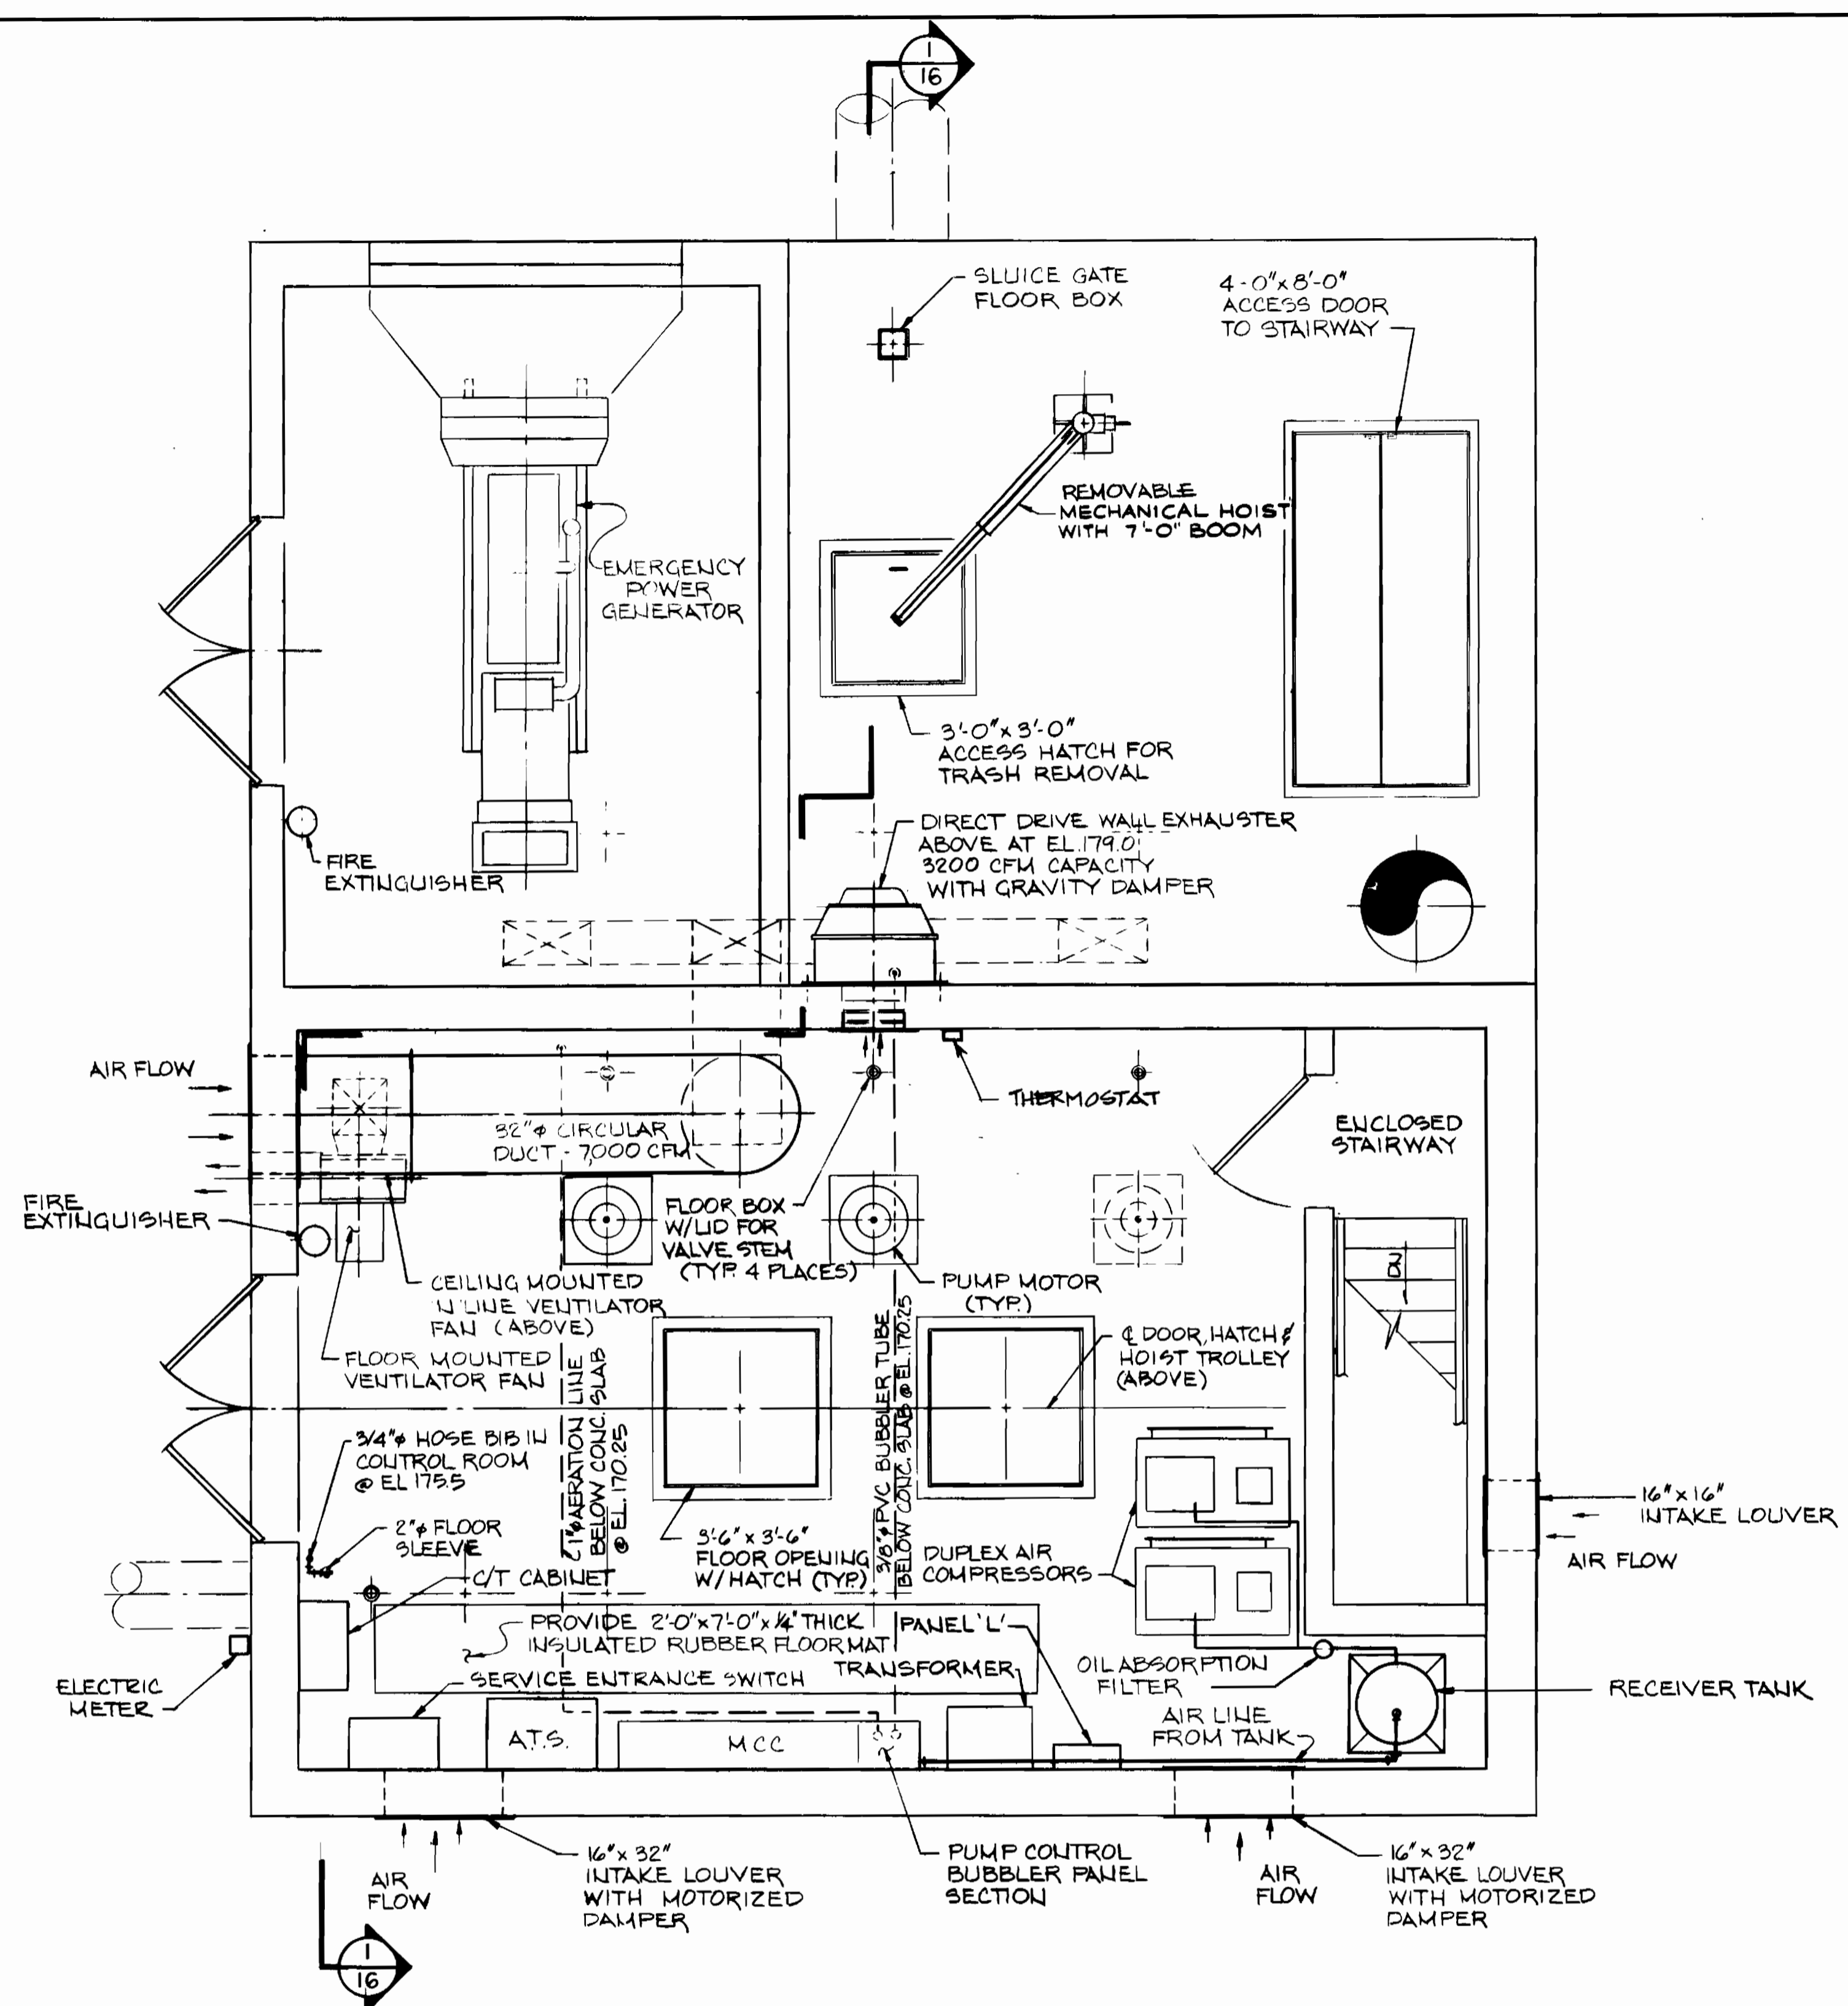 1
16
SLUICE GATE
FLOOR BOX
4-0"x8'-0"
ACCESS DOOR
TO STAIRWAY
REMOVABLE
MECHANICAL HOIST
WITH 7'-0" BOOM
EMERGENCY
POWER
GENERATOR
3'-0"x3'-0"
ACCESS HATCH FOR
TRASH REMOVAL
DIRECT DRIVE WALL EXHAUSTER
ABOVE AT EL.179.0
3200 CFM CAPACITY
WITH GRAVITY DAMPER
FIRE
EXTINGUISHER
AIR FLOW
32"⌀ CIRCULAR
DUCT - 7,000 CFM
THERMOSTAT
ENCLOSED
STAIRWAY
FIRE
EXTINGUISHER
FLOOR BOX
W/LID FOR
VALVE STEM
(TYP. 4 PLACES)
PUMP MOTOR
(TYP.)
DN
CEILING MOUNTED
IN LINE VENTILATOR
FAN (ABOVE)
FLOOR MOUNTED
VENTILATOR FAN
℄ DOOR, HATCH &
HOIST TROLLEY
(ABOVE)
1"⌀ AERATION LINE
BELOW CONC. SLAB
@ EL. 170.25
3/8"⌀ PVC BUBBLER TUBE
BELOW CONC. SLAB @ EL. 170.25
3/4"⌀ HOSE BIB IN
CONTROL ROOM
@ EL 175.5
2"⌀ FLOOR
SLEEVE
C/T CABINET
3'-6" x 3'-6"
FLOOR OPENING
W/HATCH (TYP.)
DUPLEX AIR
COMPRESSORS
16"x16"
INTAKE LOUVER
AIR FLOW
PROVIDE 2'-0"x7'-0"x¼" THICK
INSULATED RUBBER FLOORMAT
PANEL 'L'
SERVICE ENTRANCE SWITCH
TRANSFORMER
OIL ABSORPTION
FILTER
ELECTRIC
METER
RECEIVER TANK
AIR LINE
FROM TANK
A.T.S.
MCC
AIR
FLOW
16"x 32"
INTAKE LOUVER
WITH MOTORIZED
DAMPER
PUMP CONTROL
BUBBLER PANEL
SECTION
AIR
FLOW
16"x 32"
INTAKE LOUVER
WITH MOTORIZED
DAMPER
1
16